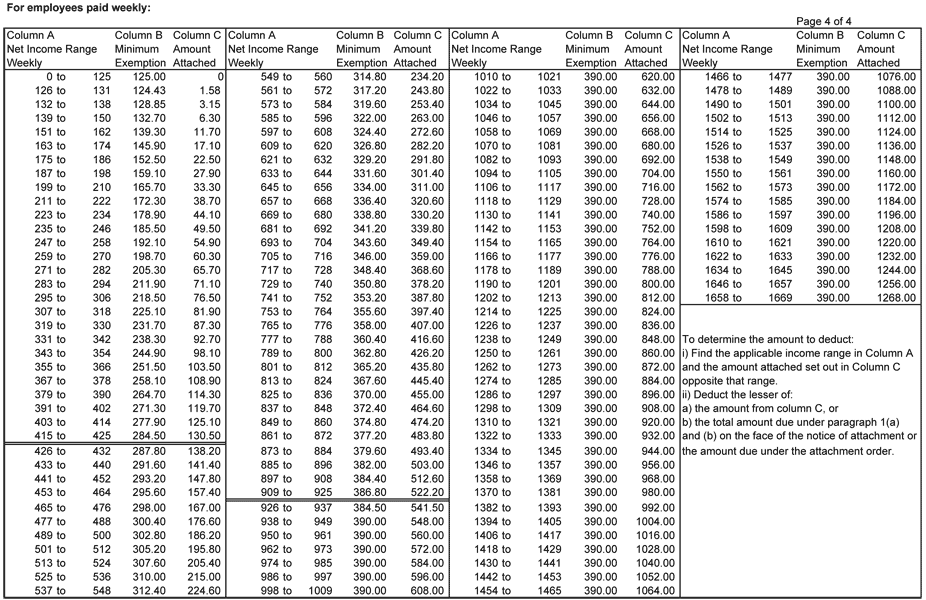 For employees paid weekly:
Page 4 of 4
Column A Column B Column C
Net Income Range Minimum Amount
Weekly Exemption Attached
0 to 125 125.00 0
126 to 131 124.43 1.58
132 to 138 128.85 3.15
139 to 150 132.70 6.30
151 to 162 139.30 11.70
163 to 174 145.90 17.10
175 to 186 152.50 22.50
187 to 198 159.10 27.90
199 to 210 165.70 33.30
211 to 222 172.30 38.70
223 to 234 178.90 44.10
235 to 246 185.50 49.50
247 to 258 192.10 54.90
259 to 270 198.70 60.30
271 to 282 205.30 65.70
283 to 294 211.90 71.10
295 to 306 218.50 76.50
307 to 318 225.10 81.90
319 to 330 231.70 87.30
331 to 342 238.30 92.70
343 to 354 244.90 98.10
355 to 366 251.50 103.50
367 to 378 258.10 108.90
379 to 390 264.70 114.30
391 to 402 271.30 119.70
403 to 414 277.90 125.10
415 to 425 284.50 130.50
426 to 432 287.80 138.20
433 to 440 291.60 141.40
441 to 452 293.20 147.80
453 to 464 295.60 157.40
465 to 476 298.00 167.00
477 to 488 300.40 176.60
489 to 500 302.80 186.20
501 to 512 305.20 195.80
513 to 524 307.60 205.40
525 to 536 310.00 215.00
537 to 548 312.40 224.60
Column A Column B Column C
Net Income Range Minimum Amount
Weekly Exemption Attached
549 to 560 314.80 234.20
561 to 572 317.20 243.80
573 to 584 319.60 253.40
585 to 596 322.00 263.00
597 to 608 324.40 272.60
609 to 620 326.80 282.20
621 to 632 329.20 291.80
633 to 644 331.60 301.40
645 to 656 334.00 311.00
657 to 668 336.40 320.60
669 to 680 338.80 330.20
681 to 692 341.20 339.80
693 to 704 343.60 349.40
705 to 716 346.00 359.00
717 to 728 348.40 368.60
729 to 740 350.80 378.20
741 to 752 353.20 387.80
753 to 764 355.60 397.40
765 to 776 358.00 407.00
777 to 788 360.40 416.60
789 to 800 362.80 426.20
801 to 812 365.20 435.80
813 to 824 367.60 445.40
825 to 836 370.00 455.00
837 to 848 372.40 464.60
849 to 860 374.80 474.20
861 to 872 377.20 483.80
873 to 884 379.60 493.40
885 to 896 382.00 503.00
897 to 908 384.40 512.60
909 to 925 386.80 522.20
926 to 937 384.50 541.50
938 to 949 390.00 548.00
950 to 961 390.00 560.00
962 to 973 390.00 572.00
974 to 985 390.00 584.00
986 to 997 390.00 596.00
998 to 1009 390.00 608.00
Column A Column B Column C
Net Income Range Minimum Amount
Weekly Exemption Attached
1010 to 1021 390.00 620.00
1022 to 1033 390.00 632.00
1034 to 1045 390.00 644.00
1046 to 1057 390.00 656.00
1058 to 1069 390.00 668.00
1070 to 1081 390.00 680.00
1082 to 1093 390.00 692.00
1094 to 1105 390.00 704.00
1106 to 1117 390.00 716.00
1118 to 1129 390.00 728.00
1130 to 1141 390.00 740.00
1142 to 1153 390.00 752.00
1154 to 1165 390.00 764.00
1166 to 1177 390.00 776.00
1178 to 1189 390.00 788.00
1190 to 1201 390.00 800.00
1202 to 1213 390.00 812.00
1214 to 1225 390.00 824.00
1226 to 1237 390.00 836.00
1238 to 1249 390.00 848.00
1250 to 1261 390.00 860.00
1262 to 1273 390.00 872.00
1274 to 1285 390.00 884.00
1286 to 1297 390.00 896.00
1298 to 1309 390.00 908.00
1310 to 1321 390.00 920.00
1322 to 1333 390.00 932.00
1334 to 1345 390.00 944.00
1346 to 1357 390.00 956.00
1358 to 1369 390.00 968.00
1370 to 1381 390.00 980.00
1382 to 1393 390.00 992.00
1394 to 1405 390.00 1004.00
1406 to 1417 390.00 1016.00
1418 to 1429 390.00 1028.00
1430 to 1441 390.00 1040.00
1442 to 1453 390.00 1052.00
1454 to 1465 390.00 1064.00
Column A Column B Column C
Net Income Range Minimum Amount
Weekly Exemption Attached
1466 to 1477 390.00 1076.00
1478 to 1489 390.00 1088.00
1490 to 1501 390.00 1100.00
1502 to 1513 390.00 1112.00
1514 to 1525 390.00 1124.00
1526 to 1537 390.00 1136.00
1538 to 1549 390.00 1148.00
1550 to 1561 390.00 1160.00
1562 to 1573 390.00 1172.00
1574 to 1585 390.00 1184.00
1586 to 1597 390.00 1196.00
1598 to 1609 390.00 1208.00
1610 to 1621 390.00 1220.00
1622 to 1633 390.00 1232.00
1634 to 1645 390.00 1244.00
1646 to 1657 390.00 1256.00
1658 to 1669 390.00 1268.00
To determine the amount to deduct:
i) Find the applicable income range in Column A
and the amount attached set out in Column C
opposite that range.
ii) Deduct the lesser of:
a) the amount from column C, or
b) the total amount due under paragraph 1(a)
and (b) on the face of the notice of attachment or
the amount due under the attachment order.